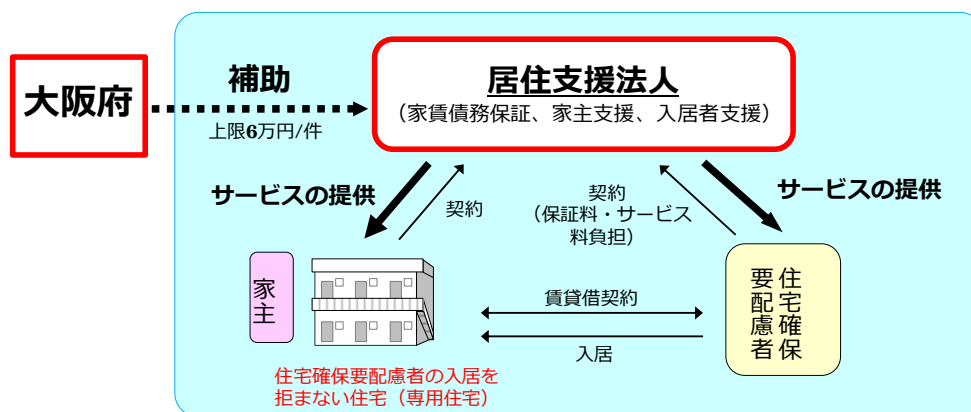 大阪府
補助
上限6万円/件
居住支援法人
（家賃債務保証、家主支援、入居者支援）
サービスの提供
契約
契約
（保証料・サービス
料負担）
サービスの提供
家主
賃貸借契約
入居
住宅確保
要配慮者
住宅確保要配慮者の入居を
拒まない住宅（専用住宅）